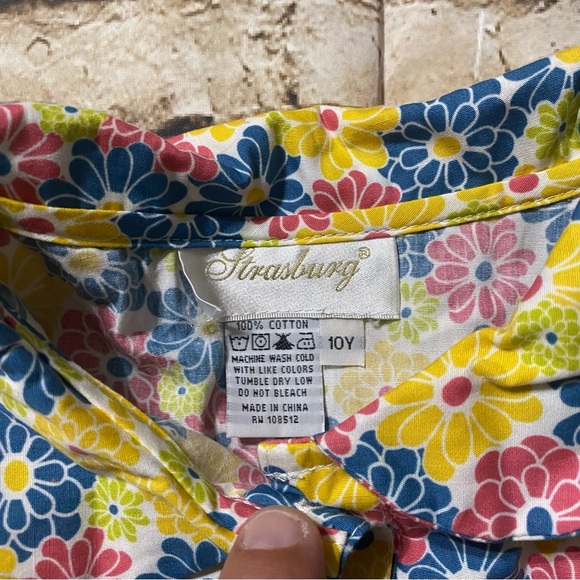 Strasburg®
100% COTTON
10Y
MACHINE WASH COLD
WITH LIKE COLORS
TUMBLE DRY LOW
DO NOT BLEACH
MADE IN CHINA
RN 108512